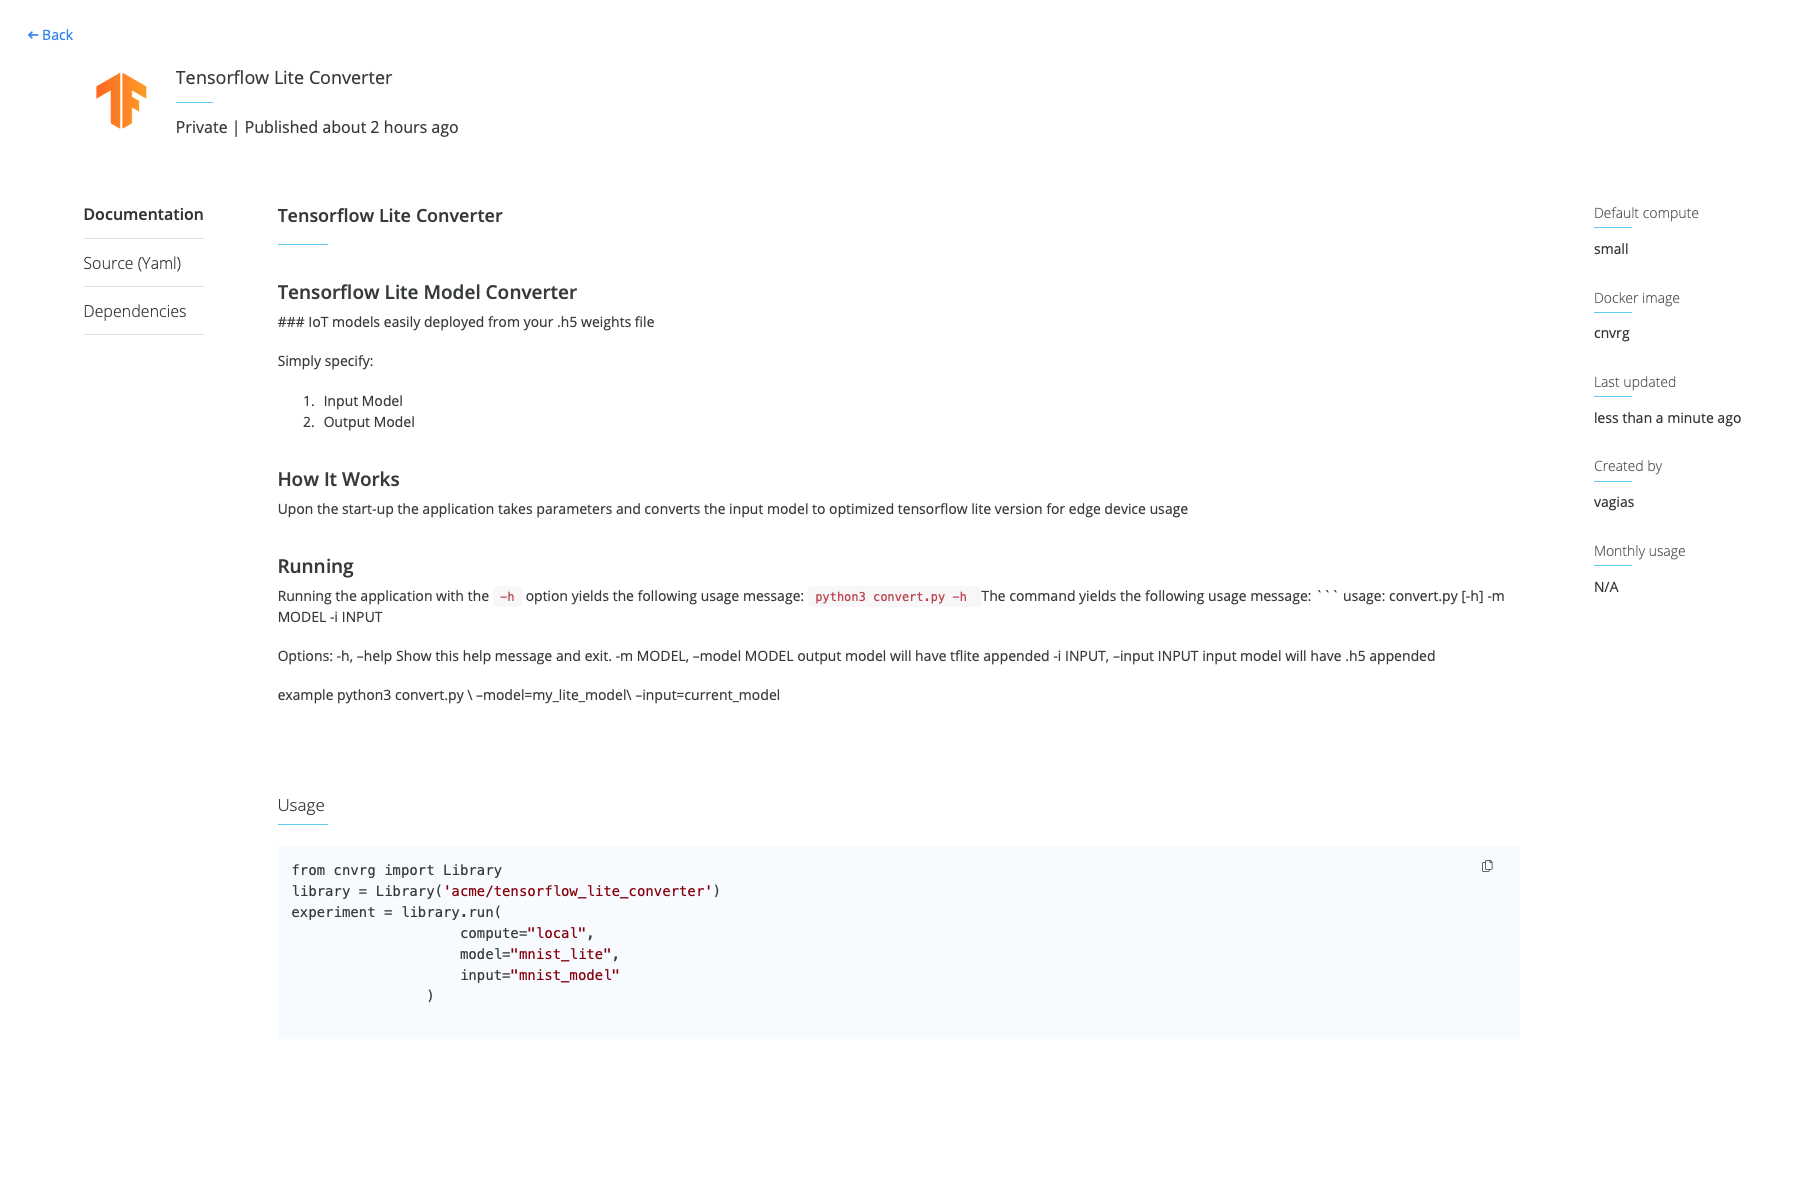 ← Back
Tensorflow Lite Converter
Private | Published about 2 hours ago
Documentation
Source (Yaml)
Dependencies
Tensorflow Lite Converter
Tensorflow Lite Model Converter
### IoT models easily deployed from your .h5 weights file
Simply specify:
1. Input Model
2. Output Model
How It Works
Upon the start-up the application takes parameters and converts the input model to optimized tensorflow lite version for edge device usage
Running
Running the application with the -h option yields the following usage message: python3 convert.py -h The command yields the following usage message: ``` usage: convert.py [-h] -m
MODEL -i INPUT
Options: -h, –help Show this help message and exit. -m MODEL, –model MODEL output model will have tflite appended -i INPUT, –input INPUT input model will have .h5 appended
example python3 convert.py \ –model=my_lite_model\ –input=current_model
Usage
from cnvrg import Library
library = Library('acme/tensorflow_lite_converter')
experiment = library.run(
compute="local",
model="mnist_lite",
input="mnist_model"
)
Default compute
small
Docker image
cnvrg
Last updated
less than a minute ago
Created by
vagias
Monthly usage
N/A